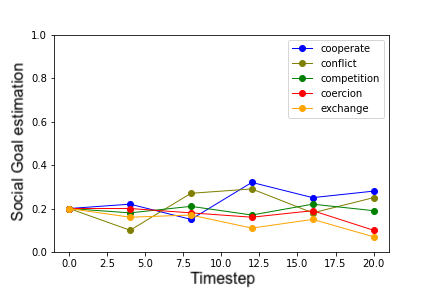 1.0
0.8
0.6
0.4
0.2
0.0
Social Goal estimation
cooperate
conflict
competition
coercion
exchange
0.0 2.5 5.0 7.5 10.0 12.5 15.0 17.5 20.0
Timestep